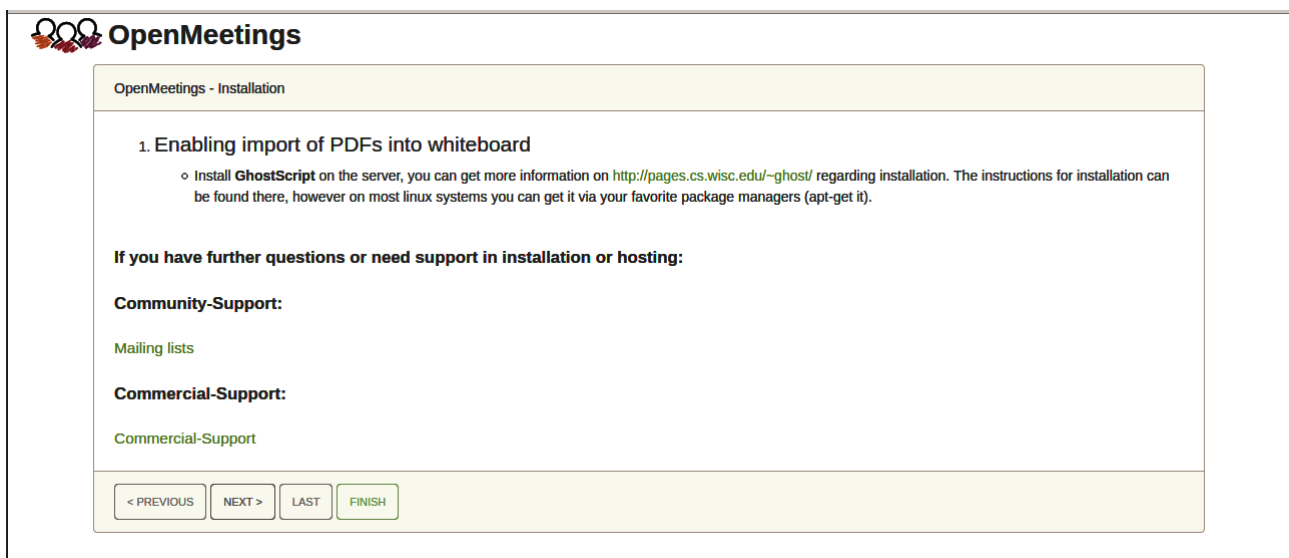 OpenMeetings
OpenMeetings - Installation
1. Enabling import of PDFs into whiteboard
Install GhostScript on the server, you can get more information on http://pages.cs.wisc.edu/~ghost/ regarding installation. The instructions for installation can
be found there, however on most linux systems you can get it via your favorite package managers (apt-get it).
If you have further questions or need support in installation or hosting:
Community-Support:
Mailing lists
Commercial-Support:
Commercial-Support
< PREVIOUS NEXT > LAST FINISH